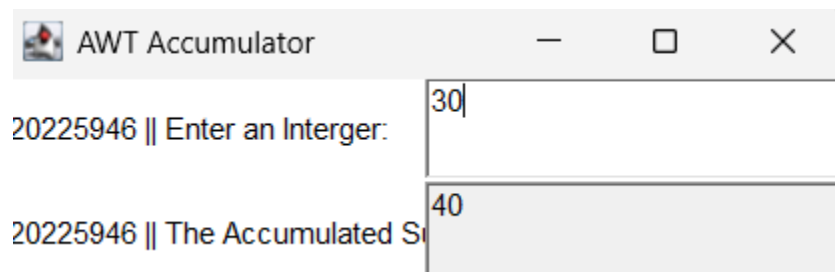 AWT Accumulator
20225946 || Enter an Interger:
30
20225946 || The Accumulated
40